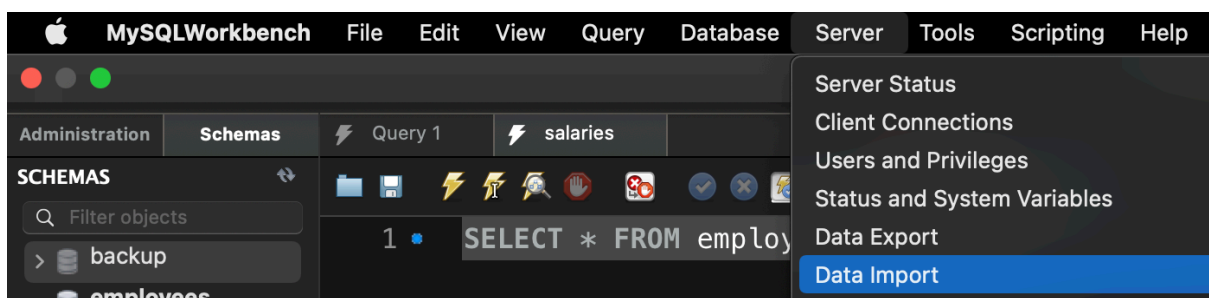 MySQLWorkbench File Edit View Query Database Server Tools Scripting Help
Server Status
Client Connections
Users and Privileges
Status and System Variables
Data Export
Data Import
Administration Schemas Query 1 salaries
SCHEMAS
Filter objects
backup
employees
1 SELECT * FROM employ